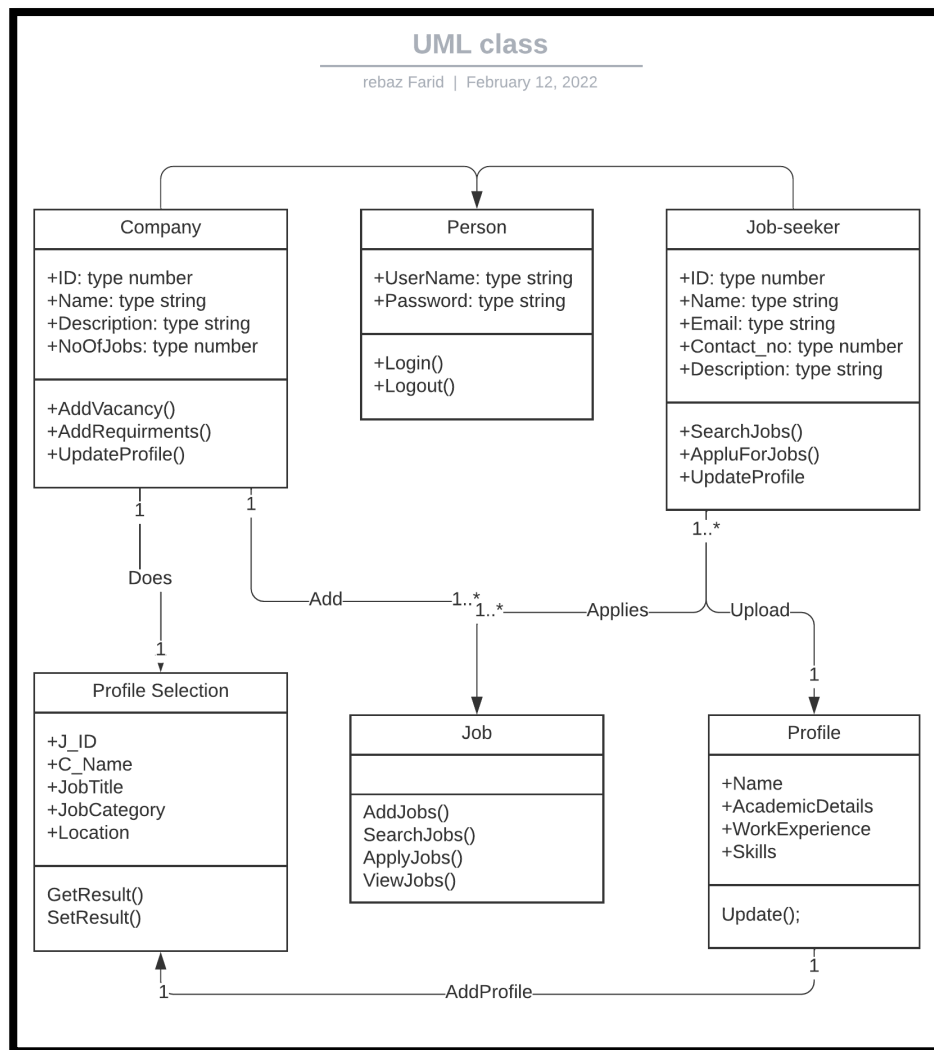 UML class
rebaz Farid | February 12, 2022
Company
+ID: type number
+Name: type string
+Description: type string
+NoOfJobs: type number
+AddVacancy()
+AddRequirments()
+UpdateProfile()
Person
+UserName: type string
+Password: type string
+Login()
+Logout()
Job-seeker
+ID: type number
+Name: type string
+Email: type string
+Contact_no: type number
+Description: type string
+SearchJobs()
+AppluForJobs()
+UpdateProfile
1
1
1..*
Does
Add
1..*
1..*
Applies
Upload
1
1
Profile Selection
+J_ID
+C_Name
+JobTitle
+JobCategory
+Location
GetResult()
SetResult()
Job
AddJobs()
SearchJobs()
ApplyJobs()
ViewJobs()
Profile
+Name
+AcademicDetails
+WorkExperience
+Skills
Update();
1
1
AddProfile